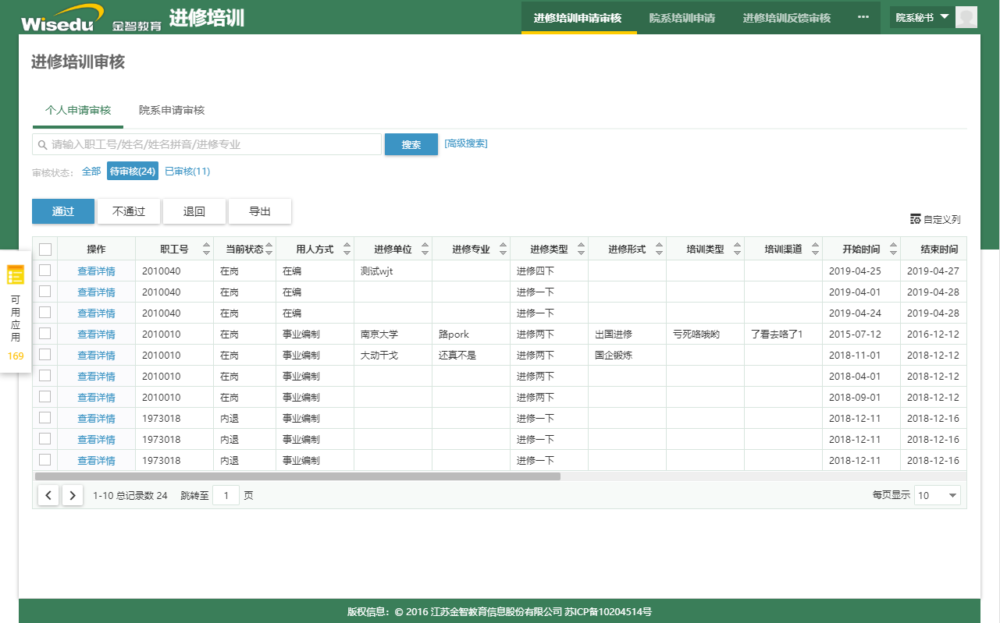 Wisedu 金智教育 进修培训 进修培训申请审核 院系培训申请 进修培训反馈审核 ··· 院系秘书
进修培训审核
个人申请审核 院系申请审核
请输入职工号/姓名/姓名拼音/进修专业 搜索 [高级搜索]
审核状态: 全部 待审核(24) 已审核(11)
通过 不通过 退回 导出
自定义列
操作 职工号 当前状态 用人方式 进修单位 进修专业 进修类型 进修形式 培训类型 培训渠道 开始时间 结束时间
查看详情 2010040 在岗 在编 测试wjt 进修四下 2019-04-25 2019-04-27
查看详情 2010040 在岗 在编 进修一下 2019-04-01 2019-04-28
查看详情 2010040 在岗 在编 进修一下 2019-04-24 2019-04-28
查看详情 2010010 在岗 事业编制 南京大学 路pork 进修两下 出国进修 亏死咯哦哟 了看去咯了1 2015-07-12 2016-12-12
查看详情 2010010 在岗 事业编制 大动干戈 还真不是 进修两下 国企锻炼 2018-11-01 2018-12-12
查看详情 2010010 在岗 事业编制 进修两下 2018-04-01 2018-12-12
查看详情 2010010 在岗 事业编制 进修两下 2018-09-01 2018-12-12
查看详情 1973018 内退 事业编制 进修一下 2018-12-11 2018-12-16
查看详情 1973018 内退 事业编制 进修一下 2018-12-11 2018-12-16
查看详情 1973018 内退 事业编制 进修一下 2018-12-11 2018-12-16
1-10 总记录数 24 跳转至 1 页 每页显示 10
可
用
应
用
169
版权信息：© 2016 江苏金智教育信息股份有限公司 苏ICP备10204514号